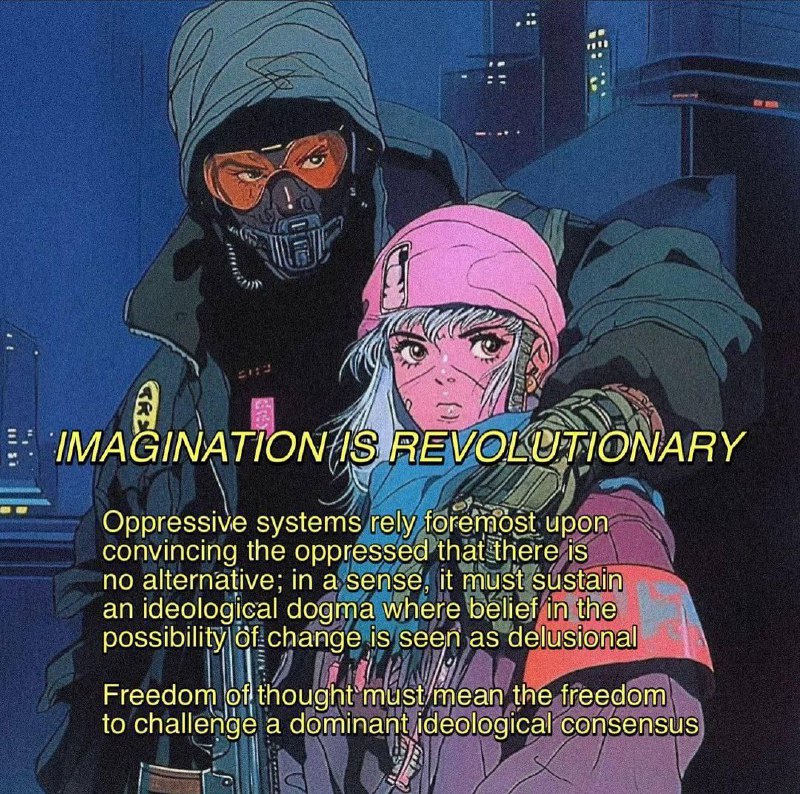 IMAGINATION IS REVOLUTIONARY
Oppressive systems rely foremost upon
convincing the oppressed that there is
no alternative; in a sense, it must sustain
an ideological dogma where belief in the
possibility of change is seen as delusional
Freedom of thought must mean the freedom
to challenge a dominant ideological consensus